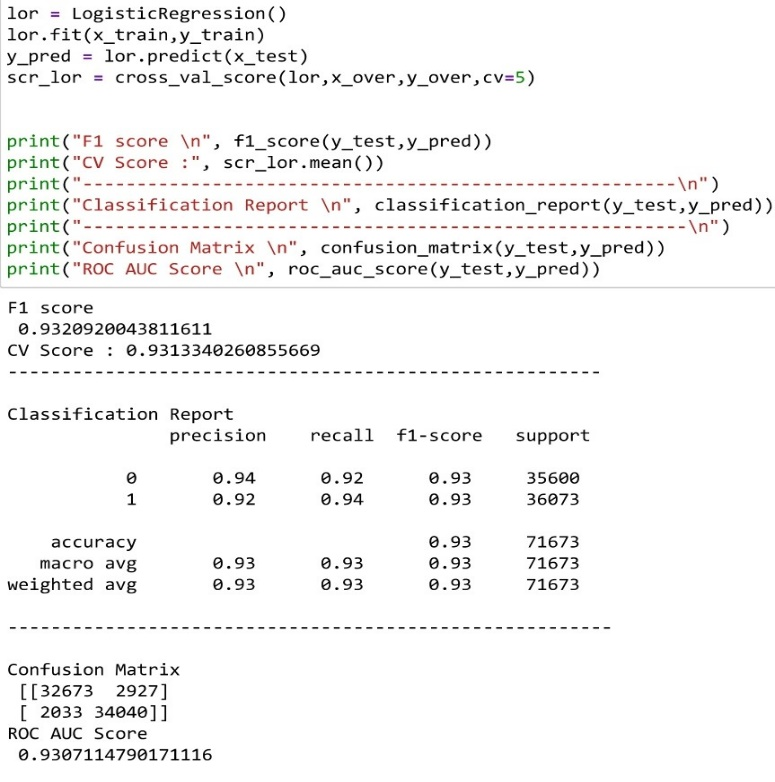 lor = LogisticRegression()
lor.fit(x_train,y_train)
y_pred = lor.predict(x_test)
scr_lor = cross_val_score(lor,x_over,y_over,cv=5)
print("F1 score \n", f1_score(y_test,y_pred))
print("CV Score :", scr_lor.mean())
print("-------------------------------------------------------\n")
print("Classification Report \n", classification_report(y_test,y_pred))
print("--------------------------------------------------------\n")
print("Confusion Matrix \n", confusion_matrix(y_test,y_pred))
print("ROC AUC Score \n", roc_auc_score(y_test,y_pred))
F1 score
0.9320920043811611
CV Score : 0.9313340260855669
-------------------------------------------------------
Classification Report
precision recall f1-score support
0 0.94 0.92 0.93 35600
1 0.92 0.94 0.93 36073
accuracy 0.93 71673
macro avg 0.93 0.93 0.93 71673
weighted avg 0.93 0.93 0.93 71673
--------------------------------------------------------
Confusion Matrix
[[32673 2927]
[ 2033 34040]]
ROC AUC Score
0.9307114790171116